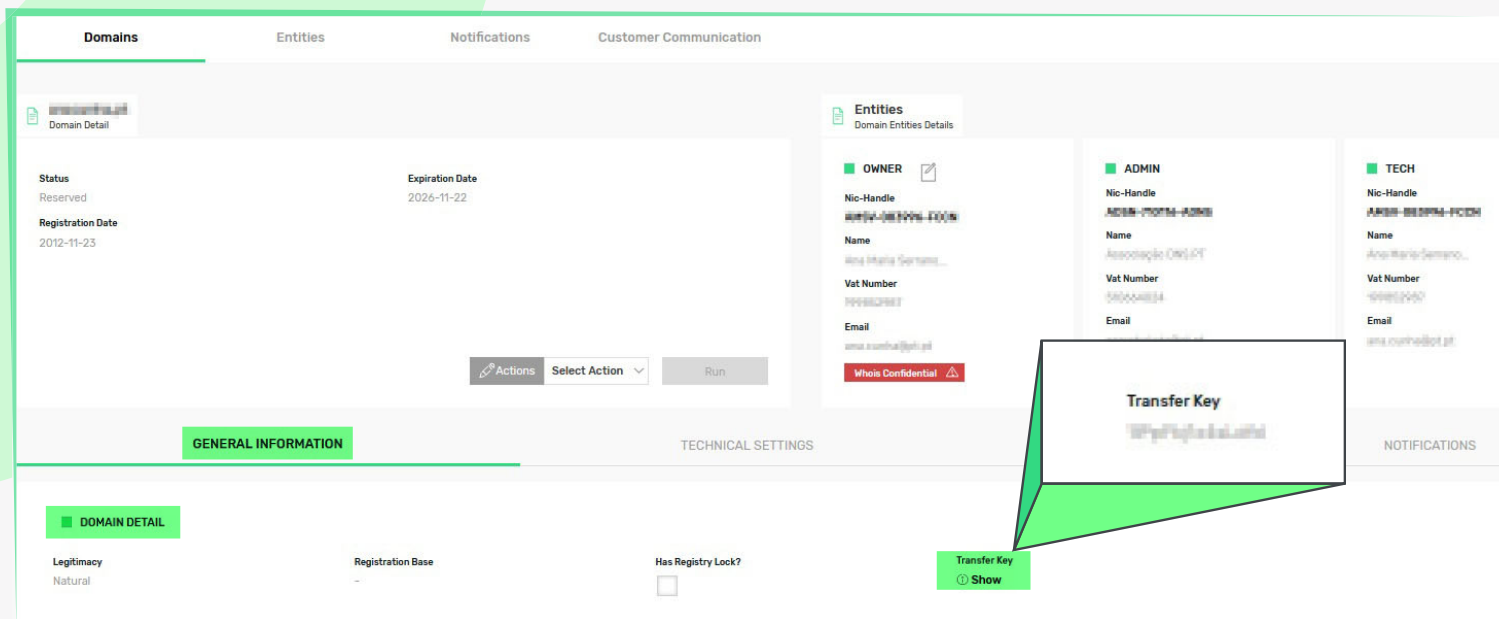 Domains
Entities
Notifications
Customer Communication
Domain Detail
Status
Reserved
Registration Date
2012-11-23
Expiration Date
2026-11-22
Actions
Select Action
Run
Entities
Domain Entities Details
OWNER
Nic-Handle
Name
Vat Number
Email
Whois Confidential
ADMIN
Nic-Handle
Name
Vat Number
Email
TECH
Nic-Handle
Name
Vat Number
Email
Transfer Key
GENERAL INFORMATION
TECHNICAL SETTINGS
NOTIFICATIONS
DOMAIN DETAIL
Legitimacy
Natural
Registration Base
-
Has Registry Lock?
Transfer Key
Show